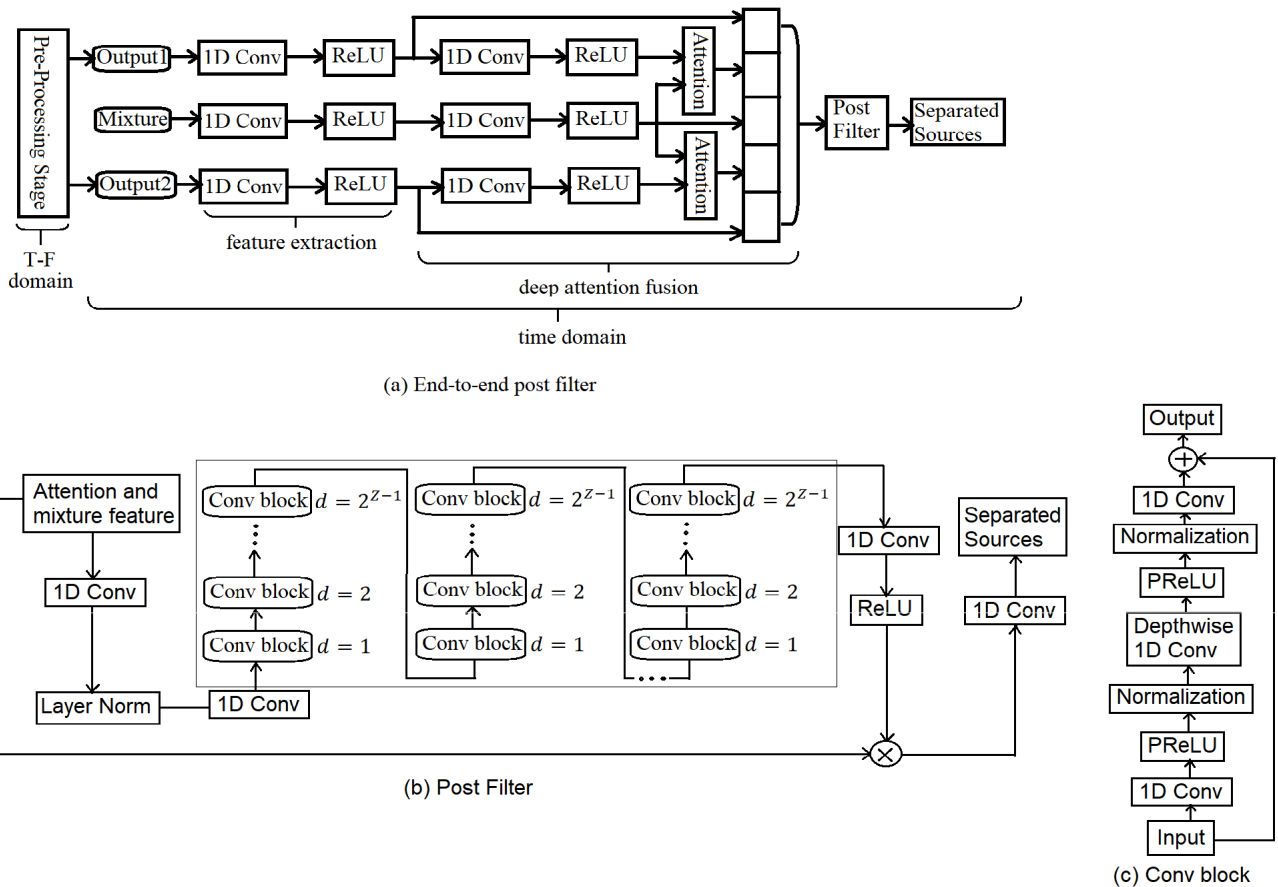 Pre-Processing Stage
Output1
1D Conv
ReLU
1D Conv
ReLU
Attention
Mixture
1D Conv
ReLU
1D Conv
ReLU
Post
Filter
Separated
Sources
Output2
1D Conv
ReLU
1D Conv
ReLU
Attention
feature extraction
T-F
domain
deep attention fusion
time domain
(a) End-to-end post filter
Attention and
mixture feature
1D Conv
Layer Norm
1D Conv
Conv block d = 2^{Z−1}
Conv block d = 2
Conv block d = 1
Conv block d = 2^{Z−1}
Conv block d = 2
Conv block d = 1
Conv block d = 2^{Z−1}
Conv block d = 2
Conv block d = 1
1D Conv
ReLU
×
Separated
Sources
1D Conv
(b) Post Filter
Output
+
1D Conv
Normalization
PReLU
Depthwise
1D Conv
Normalization
PReLU
1D Conv
Input
(c) Conv block